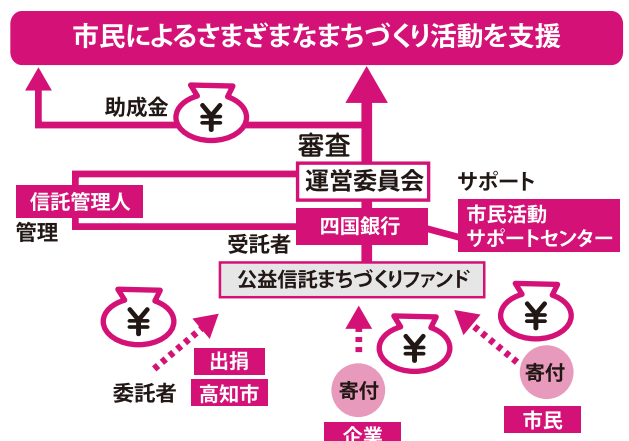 市民によるさまざまなまちづくり活動を支援
助成金
¥
審査
運営委員会
サポート
信託管理人
管理
四国銀行
市民活動
サポートセンター
受託者
公益信託まちづくりファンド
¥
¥
¥
出捐
委託者
高知市
寄付
企業
寄付
市民